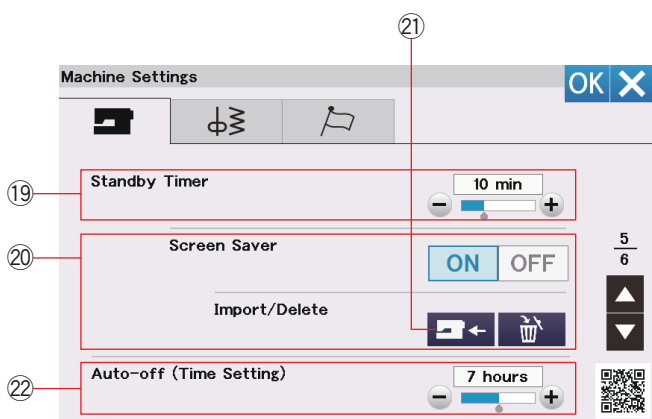 ㉑
Machine Settings
OK
⑲
Standby Timer
10 min
⑳
Screen Saver
ON OFF
5
6
Import/Delete
㉒
Auto-off (Time Setting)
7 hours